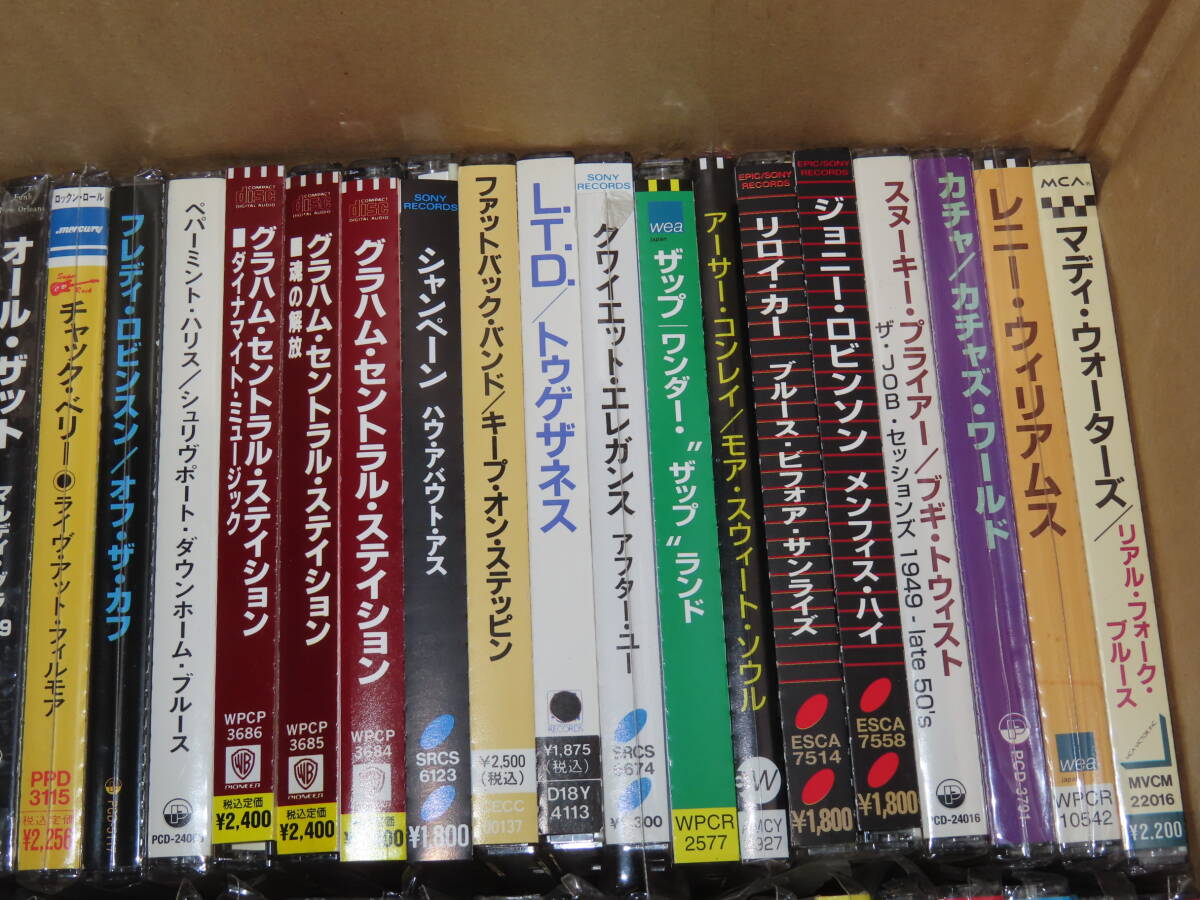 オール・ザット
ロックン・ロール
mercury
チャック・ベリー●ライヴ・アット・フィルモア
PPD
3115
¥2,256
フレディ・ロビンスン/オフ・ザ・カフ
ペパーミント・ハリス/シュリヴポート・ダウンホーム・ブルース
COMPACT
disc
DIGITAL AUDIO
グラハム・セントラル・ステイション
■ダイナマイト・ミュージック
WPCP
3686
PIONEER
税込定価
¥2,400
COMPACT
disc
DIGITAL AUDIO
グラハム・セントラル・ステイション
■魂の解放
WPCP
3685
PIONEER
税込定価
¥2,400
COMPACT
disc
DIGITAL AUDIO
グラハム・セントラル・ステイション
WPCP
3684
PIONEER
SONY
RECORDS
シャンペーン ハウ・アバウト・アス
SRCS
6123
¥1,800
ファットバック・バンド/キープ・オン・ステッピン
¥2,500
(税込)
L.T.D./トゥゲザネス
RECORDS
¥1,875
(税込)
D18Y
4113
SONY
RECORDS
クワイエット・エレガンス アフター・ユー
SRCS
6674
wea
Japan
ザップ/ワンダー・〝ザップ〟ランド
WPCR
2577
アーサー・コンレイ/モア・スウィート・ソウル
EPIC/SONY
RECORDS
リロイ・カー ブルース・ビフォア・サンライズ
ESCA
7514
¥1,800
EPIC/SONY
RECORDS
ジョニー・ロビンソン メンフィス・ハイ
ESCA
7558
¥1,800
スヌーキー・プライアー/ブギ・トウィスト
ザ・JOB・セッションズ 1949-late 50's
PCD-24016
カチャ/カチャズ・ワールド
レニー・ウィリアムス
wea
Japan
WPCR
10542
MCA
マディ・ウォーターズ/リアル・フォーク・
ブルース
MCA VICTOR, INC.
MVCM
22016
¥2,200